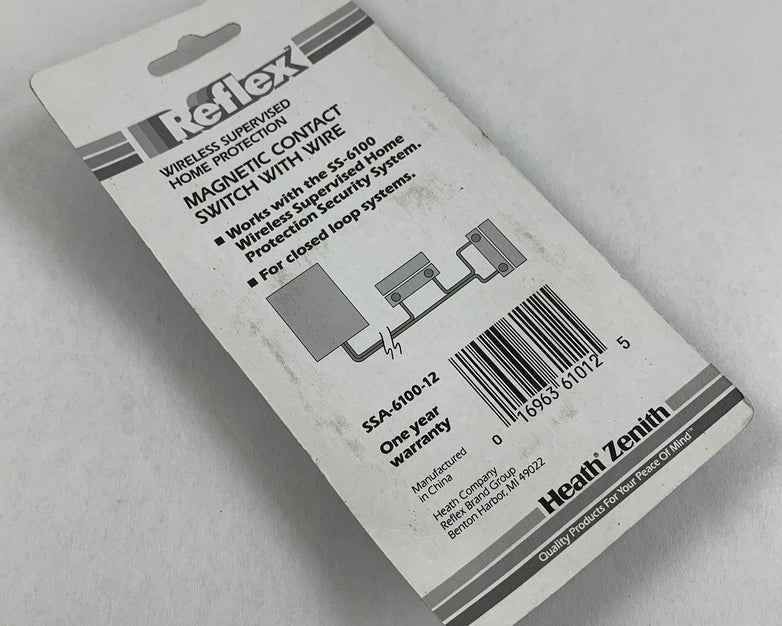 Reflex™
WIRELESS SUPERVISED
HOME PROTECTION
MAGNETIC CONTACT
SWITCH WITH WIRE
■ Works with the SS-6100
Wireless Supervised Home
Protection Security System.
■ For closed loop systems.
SSA-6100-12
One year
warranty
0 16963 61012 5
Manufactured
in China
Heath Company
Reflex Brand Group
Benton Harbor, MI 49022
Heath® Zenith
Quality Products For Your Peace Of Mind™